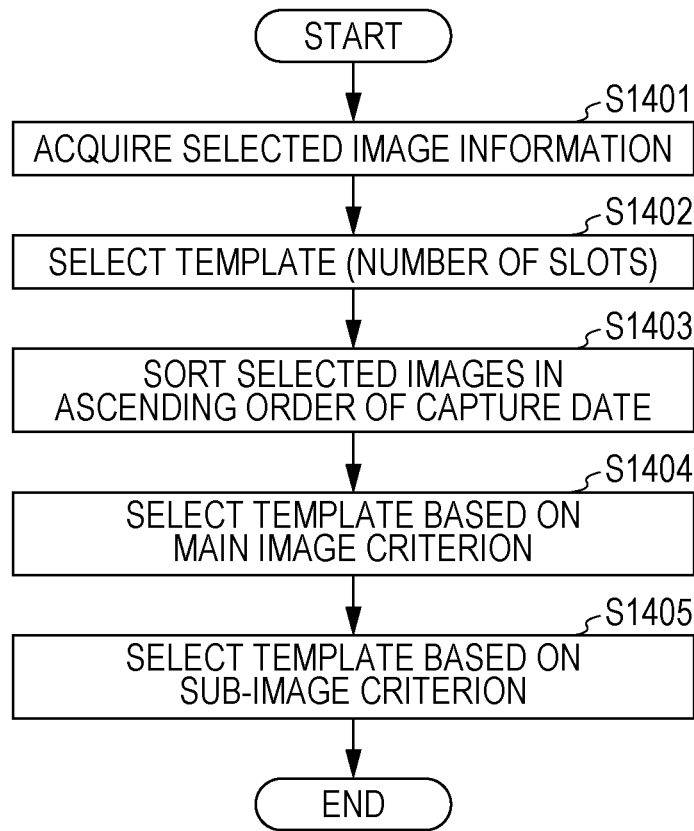 START
S1401
ACQUIRE SELECTED IMAGE INFORMATION
S1402
SELECT TEMPLATE (NUMBER OF SLOTS)
S1403
SORT SELECTED IMAGES IN
ASCENDING ORDER OF CAPTURE DATE
S1404
SELECT TEMPLATE BASED ON
MAIN IMAGE CRITERION
S1405
SELECT TEMPLATE BASED ON
SUB-IMAGE CRITERION
END